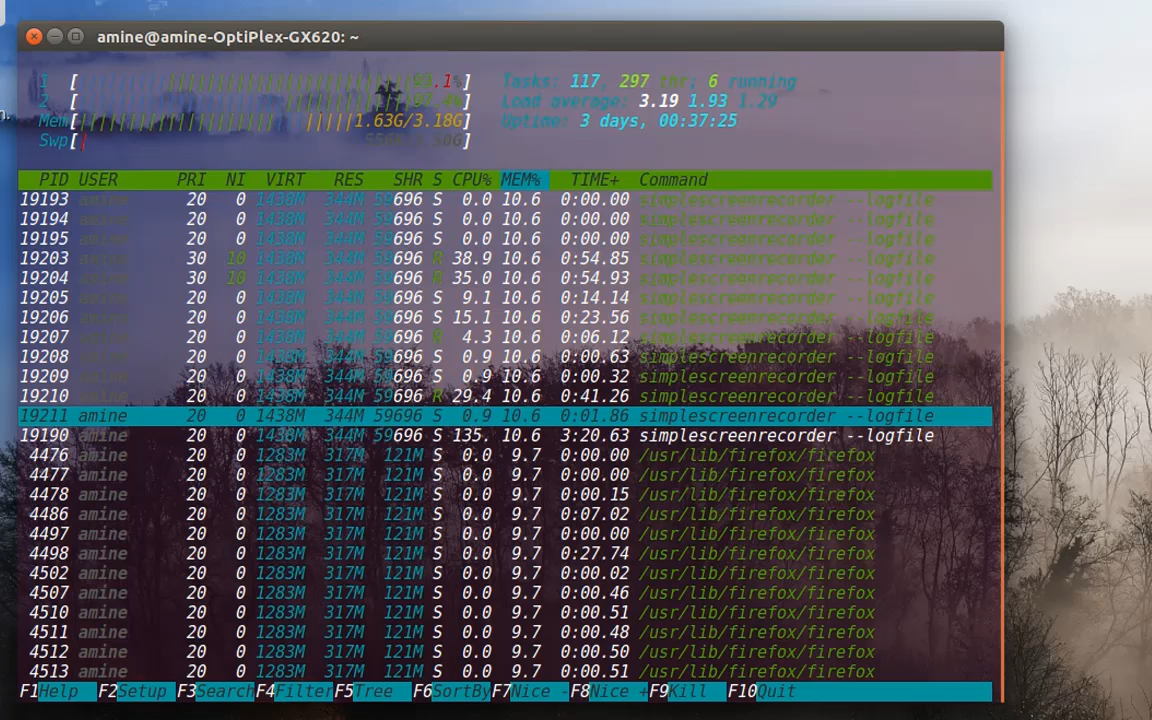 amine@amine-OptiPlex-GX620: ~
1 [ .1%] Tasks: 117, 297 thr; 6 running
2 [ ] Load average: 3.19 1.93 1.29
Mem[1.63G/3.18G] Uptime: 3 days, 00:37:25
Swp[ ]
PID USER PRI NI VIRT RES SHR S CPU% MEM% TIME+ Command
19193 amine 20 0 1438M 344M 59696 S 0.0 10.6 0:00.00 simplescreenrecorder --logfile
19194 amine 20 0 1438M 344M 59696 S 0.0 10.6 0:00.00 simplescreenrecorder --logfile
19195 amine 20 0 1438M 344M 59696 S 0.0 10.6 0:00.00 simplescreenrecorder --logfile
19203 amine 30 10 1438M 344M 59696 R 38.9 10.6 0:54.85 simplescreenrecorder --logfile
19204 amine 30 10 1438M 344M 59696 R 35.0 10.6 0:54.93 simplescreenrecorder --logfile
19205 amine 20 0 1438M 344M 59696 S 9.1 10.6 0:14.14 simplescreenrecorder --logfile
19206 amine 20 0 1438M 344M 59696 S 15.1 10.6 0:23.56 simplescreenrecorder --logfile
19207 amine 20 0 1438M 344M 59696 R 4.3 10.6 0:06.12 simplescreenrecorder --logfile
19208 amine 20 0 1438M 344M 59696 S 0.9 10.6 0:00.63 simplescreenrecorder --logfile
19209 amine 20 0 1438M 344M 59696 S 0.9 10.6 0:00.32 simplescreenrecorder --logfile
19210 amine 20 0 1438M 344M 59696 R 29.4 10.6 0:41.26 simplescreenrecorder --logfile
19211 amine 20 0 1438M 344M 59696 S 0.9 10.6 0:01.86 simplescreenrecorder --logfile
19190 amine 20 0 1438M 344M 59696 S 135. 10.6 3:20.63 simplescreenrecorder --logfile
4476 amine 20 0 1283M 317M 121M S 0.0 9.7 0:00.00 /usr/lib/firefox/firefox
4477 amine 20 0 1283M 317M 121M S 0.0 9.7 0:00.00 /usr/lib/firefox/firefox
4478 amine 20 0 1283M 317M 121M S 0.0 9.7 0:00.15 /usr/lib/firefox/firefox
4486 amine 20 0 1283M 317M 121M S 0.0 9.7 0:07.02 /usr/lib/firefox/firefox
4497 amine 20 0 1283M 317M 121M S 0.0 9.7 0:00.00 /usr/lib/firefox/firefox
4498 amine 20 0 1283M 317M 121M S 0.0 9.7 0:27.74 /usr/lib/firefox/firefox
4502 amine 20 0 1283M 317M 121M S 0.0 9.7 0:00.02 /usr/lib/firefox/firefox
4507 amine 20 0 1283M 317M 121M S 0.0 9.7 0:00.46 /usr/lib/firefox/firefox
4510 amine 20 0 1283M 317M 121M S 0.0 9.7 0:00.51 /usr/lib/firefox/firefox
4511 amine 20 0 1283M 317M 121M S 0.0 9.7 0:00.48 /usr/lib/firefox/firefox
4512 amine 20 0 1283M 317M 121M S 0.0 9.7 0:00.50 /usr/lib/firefox/firefox
4513 amine 20 0 1283M 317M 121M S 0.0 9.7 0:00.51 /usr/lib/firefox/firefox
F1Help F2Setup F3SearchF4FilterF5Tree F6SortByF7Nice -F8Nice +F9Kill F10Quit